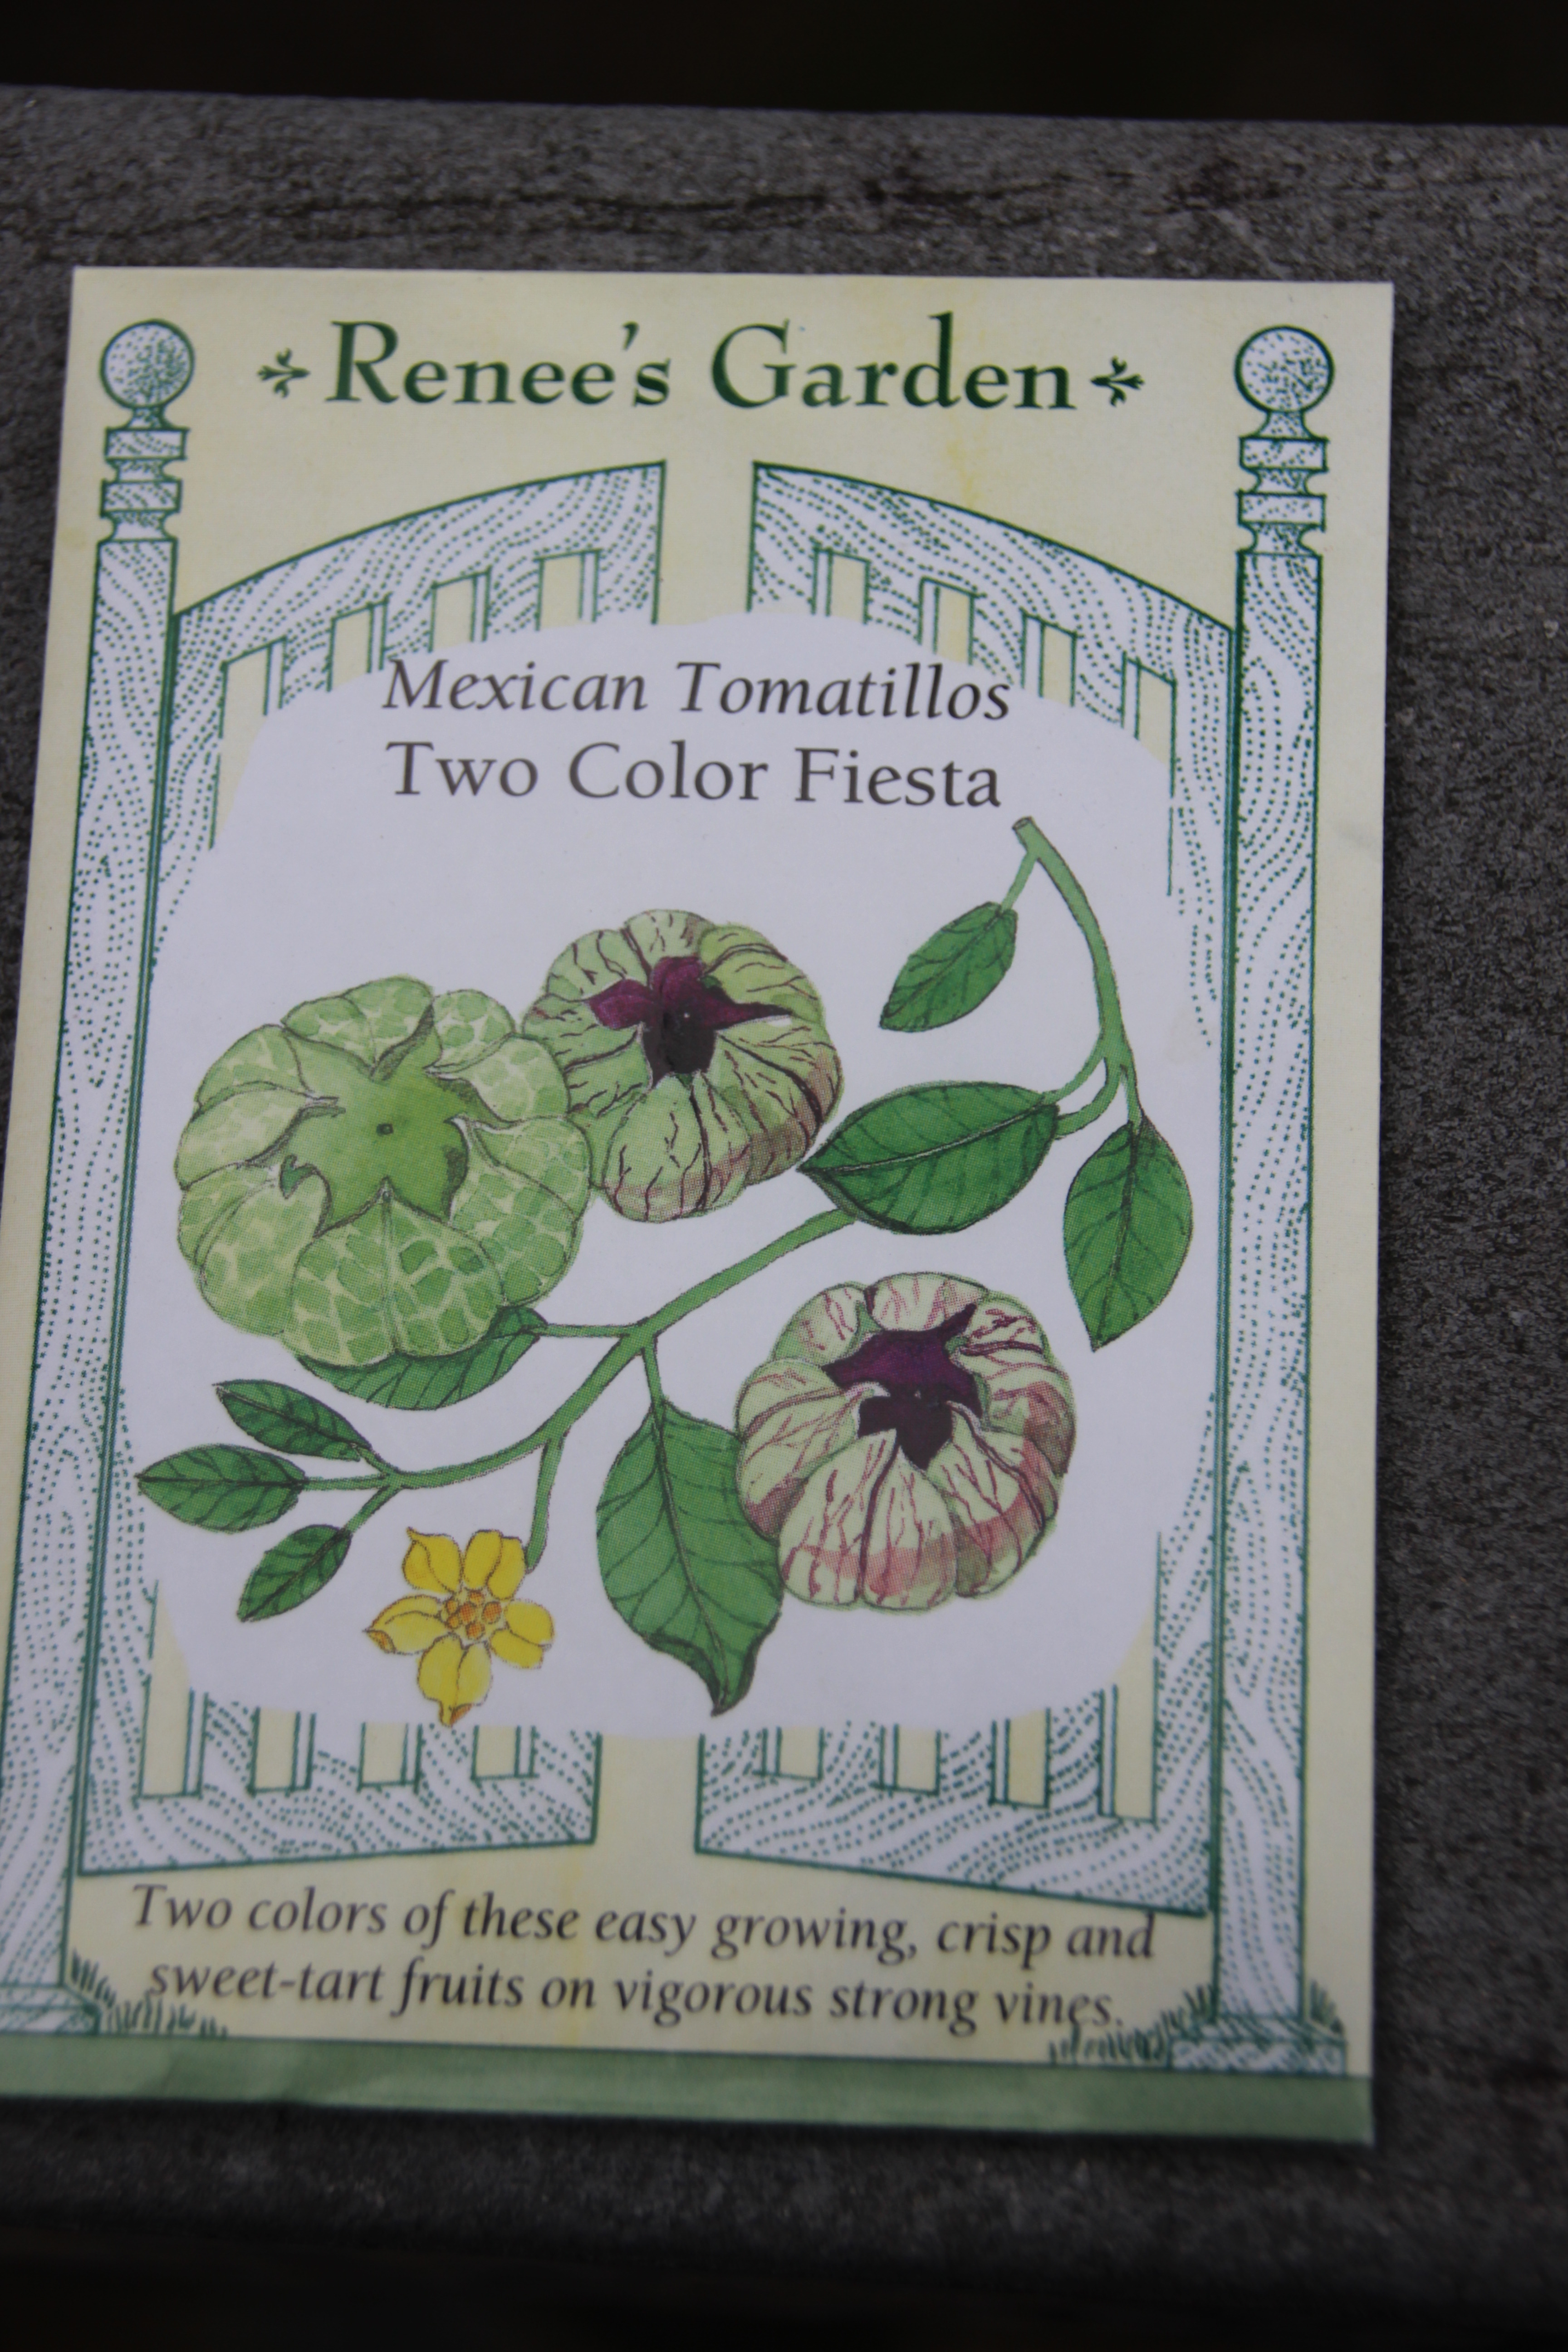 Renee's Garden
Mexican Tomatillos
Two Color Fiesta
Two colors of these easy growing, crisp and
sweet-tart fruits on vigorous strong vines.